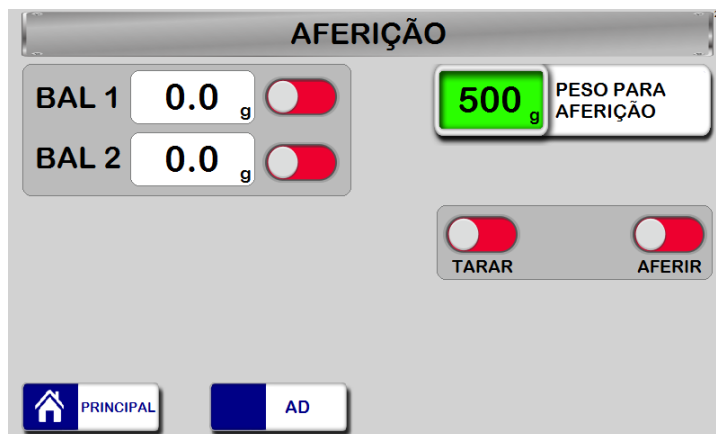 AFERIÇÃO
BAL 1 0.0 g
BAL 2 0.0 g
500 g
PESO PARA
AFERIÇÃO
TARAR AFERIR
PRINCIPAL AD